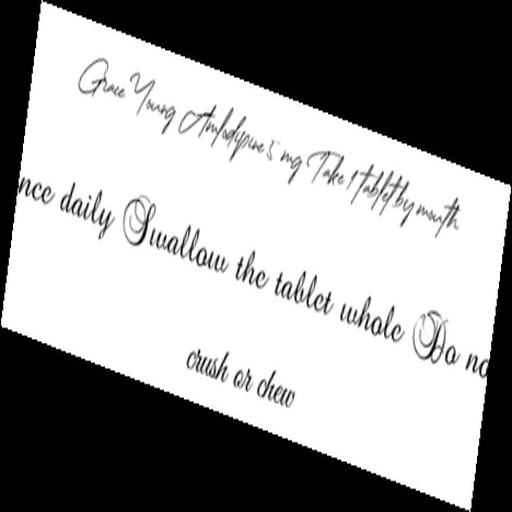 Grace Young Amlodipine 5 mg Take 1 tablet by mouth
nce daily Swallow the tablet whole Do no
crush or chew